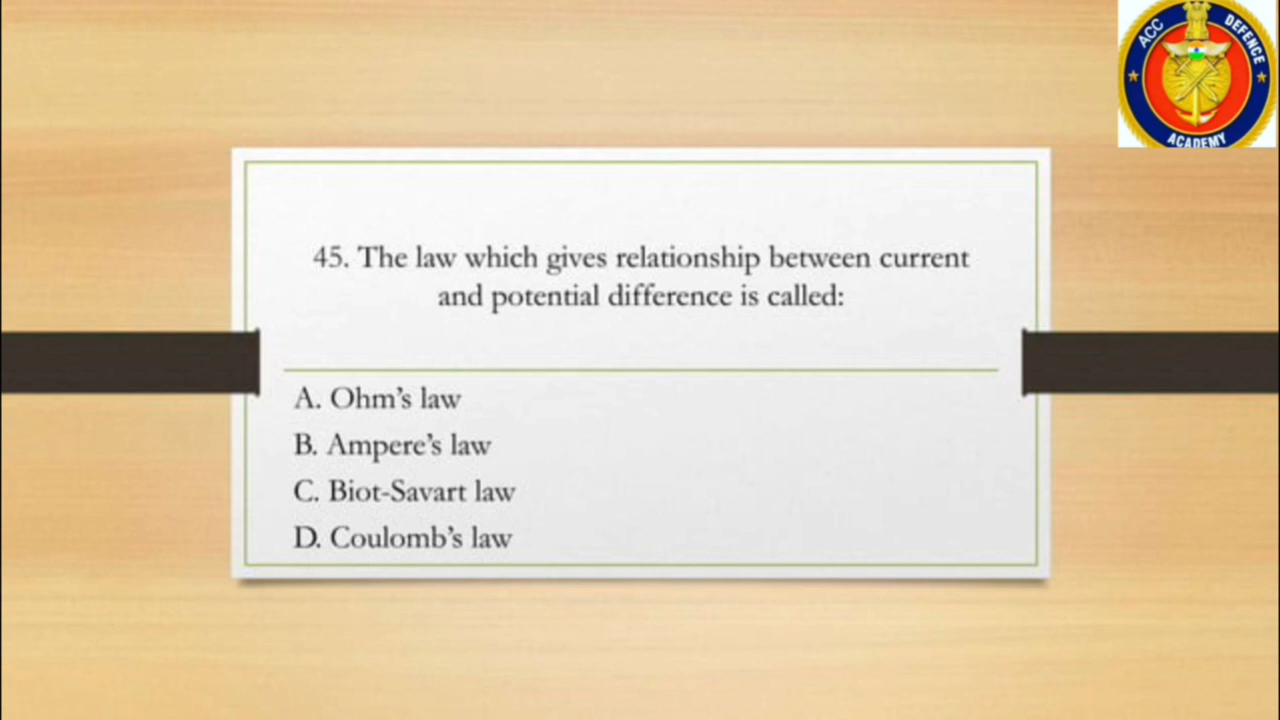 ACC DEFENCE
ACADEMY
45. The law which gives relationship between current
and potential difference is called:
A. Ohm’s law
B. Ampere’s law
C. Biot-Savart law
D. Coulomb’s law